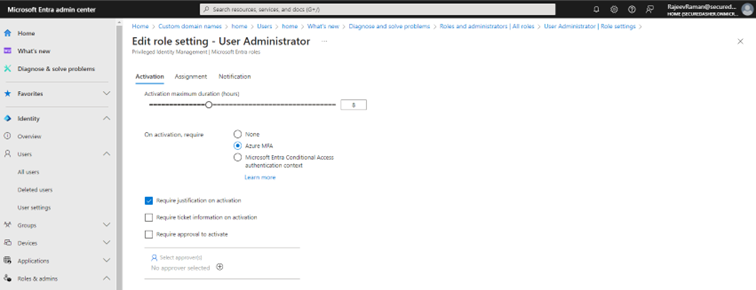 Microsoft Entra admin center
Search resources, services, and docs (G+/)
RajeevRaman@secured...
Home > Custom domain names > home > Users > home > What's new > Diagnose and solve problems > Roles and administrators | All roles > User Administrator | Role settings >
Edit role setting - User Administrator ...
Privileged Identity Management | Microsoft Entra roles
Home
What's new
Diagnose & solve problems
Favorites
Identity
Overview
Users
All users
Deleted users
User settings
Groups
Devices
Applications
Roles & admins
Activation Assignment Notification
Activation maximum duration (hours)
8
On activation, require
None
Azure MFA
Microsoft Entra Conditional Access
authentication context
Learn more
Require justification on activation
Require ticket information on activation
Require approval to activate
Select approver(s)
No approver selected